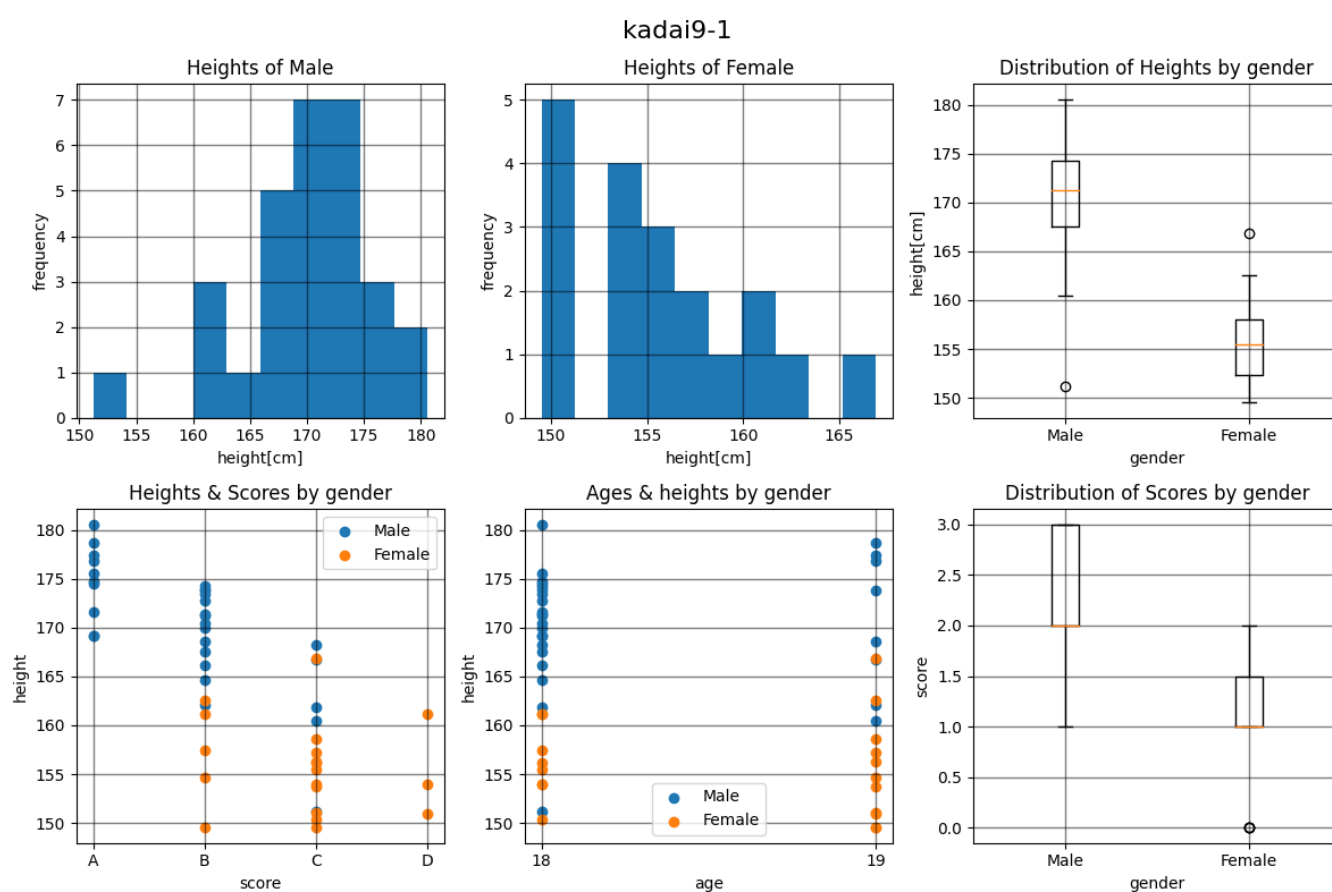 kadai9-1
Heights of Male
frequency
7
6
5
4
3
2
1
0
150 155 160 165 170 175 180
height[cm]
Heights of Female
frequency
5
4
3
2
1
0
150 155 160 165
height[cm]
Distribution of Heights by gender
height[cm]
180
175
170
165
160
155
150
Male Female
gender
Heights & Scores by gender
height
180
175
170
165
160
155
150
Male
Female
A B C D
score
Ages & heights by gender
height
180
175
170
165
160
155
150
Male
Female
18 19
age
Distribution of Scores by gender
score
3.0
2.5
2.0
1.5
1.0
0.5
0.0
Male Female
gender